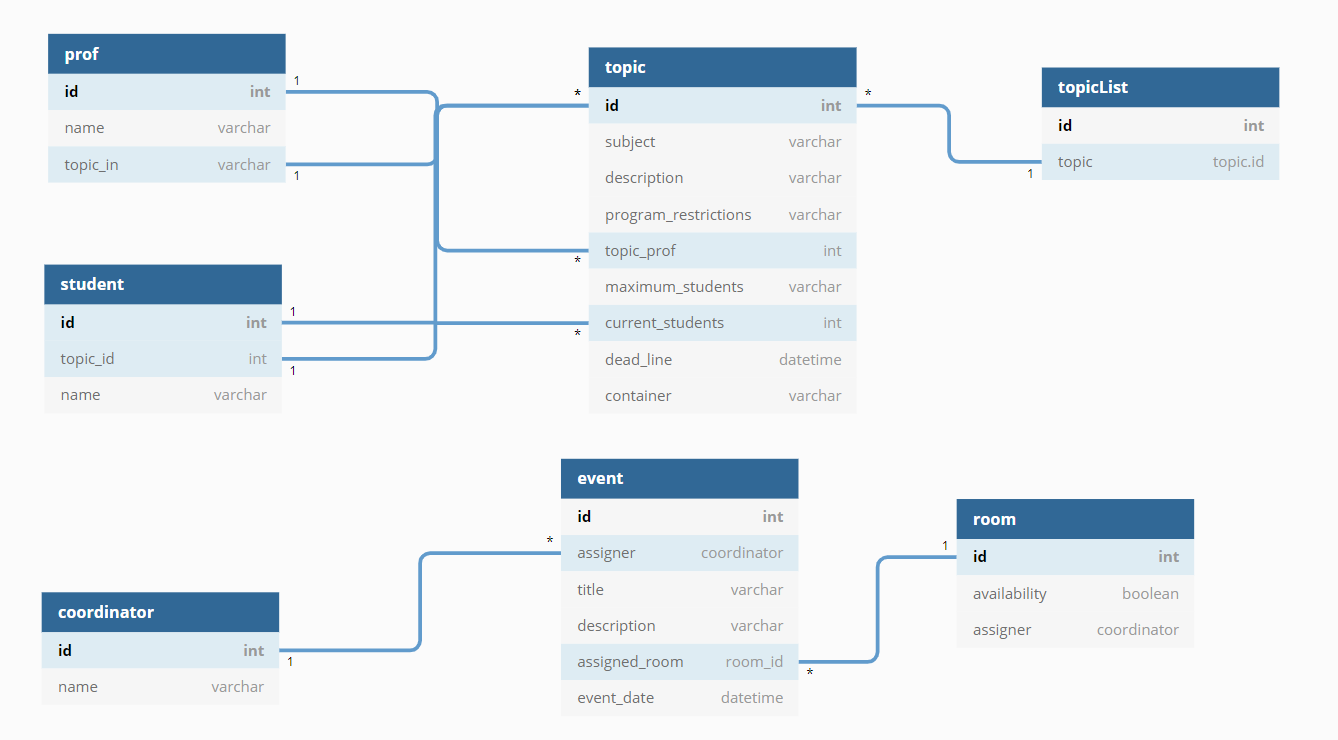 prof
id int
name varchar
topic_in varchar
1
1
student
id int
topic_id int
name varchar
1
1
topic
id int
subject varchar
description varchar
program_restrictions varchar
topic_prof int
maximum_students varchar
current_students int
dead_line datetime
container varchar
*
*
*
*
topicList
id int
topic topic.id
1
event
id int
assigner coordinator
title varchar
description varchar
assigned_room room_id
event_date datetime
*
*
room
id int
availability boolean
assigner coordinator
1
coordinator
id int
name varchar
1